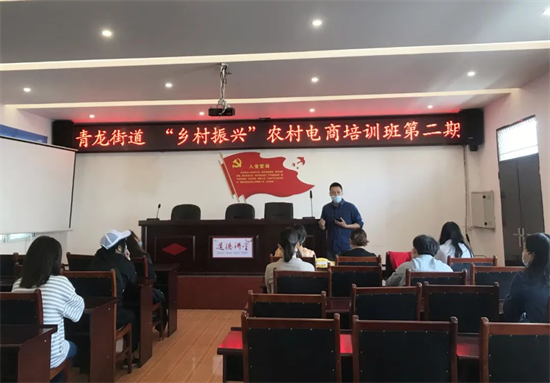 青龙街道 “乡村振兴”农村电商培训班第二期
入党誓词
道德讲堂